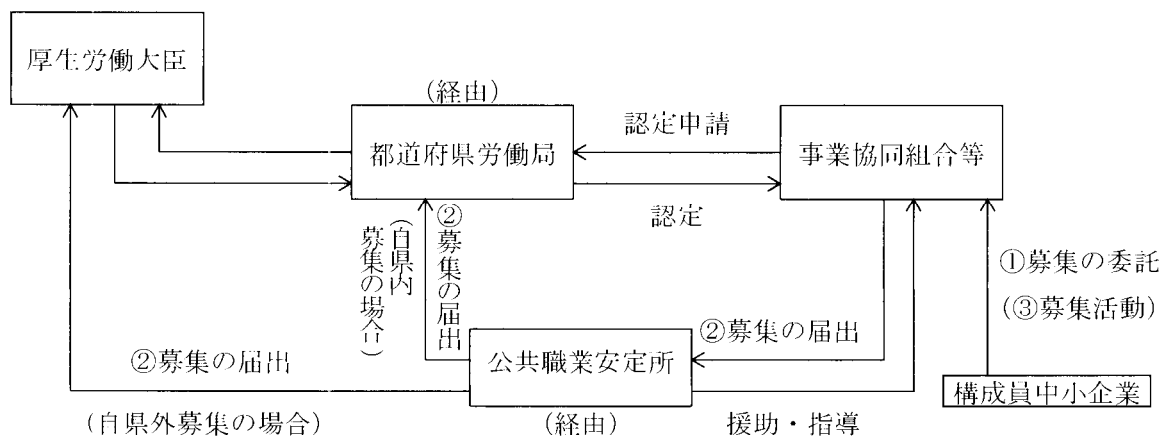 厚生労働大臣
(経由)
都道府県労働局
認定申請
事業協同組合等
認定
②募集の届出
(自県内
募集の場合)
①募集の委託
(③募集活動)
②募集の届出
②募集の届出
公共職業安定所
構成員中小企業
(自県外募集の場合)
(経由)
援助・指導